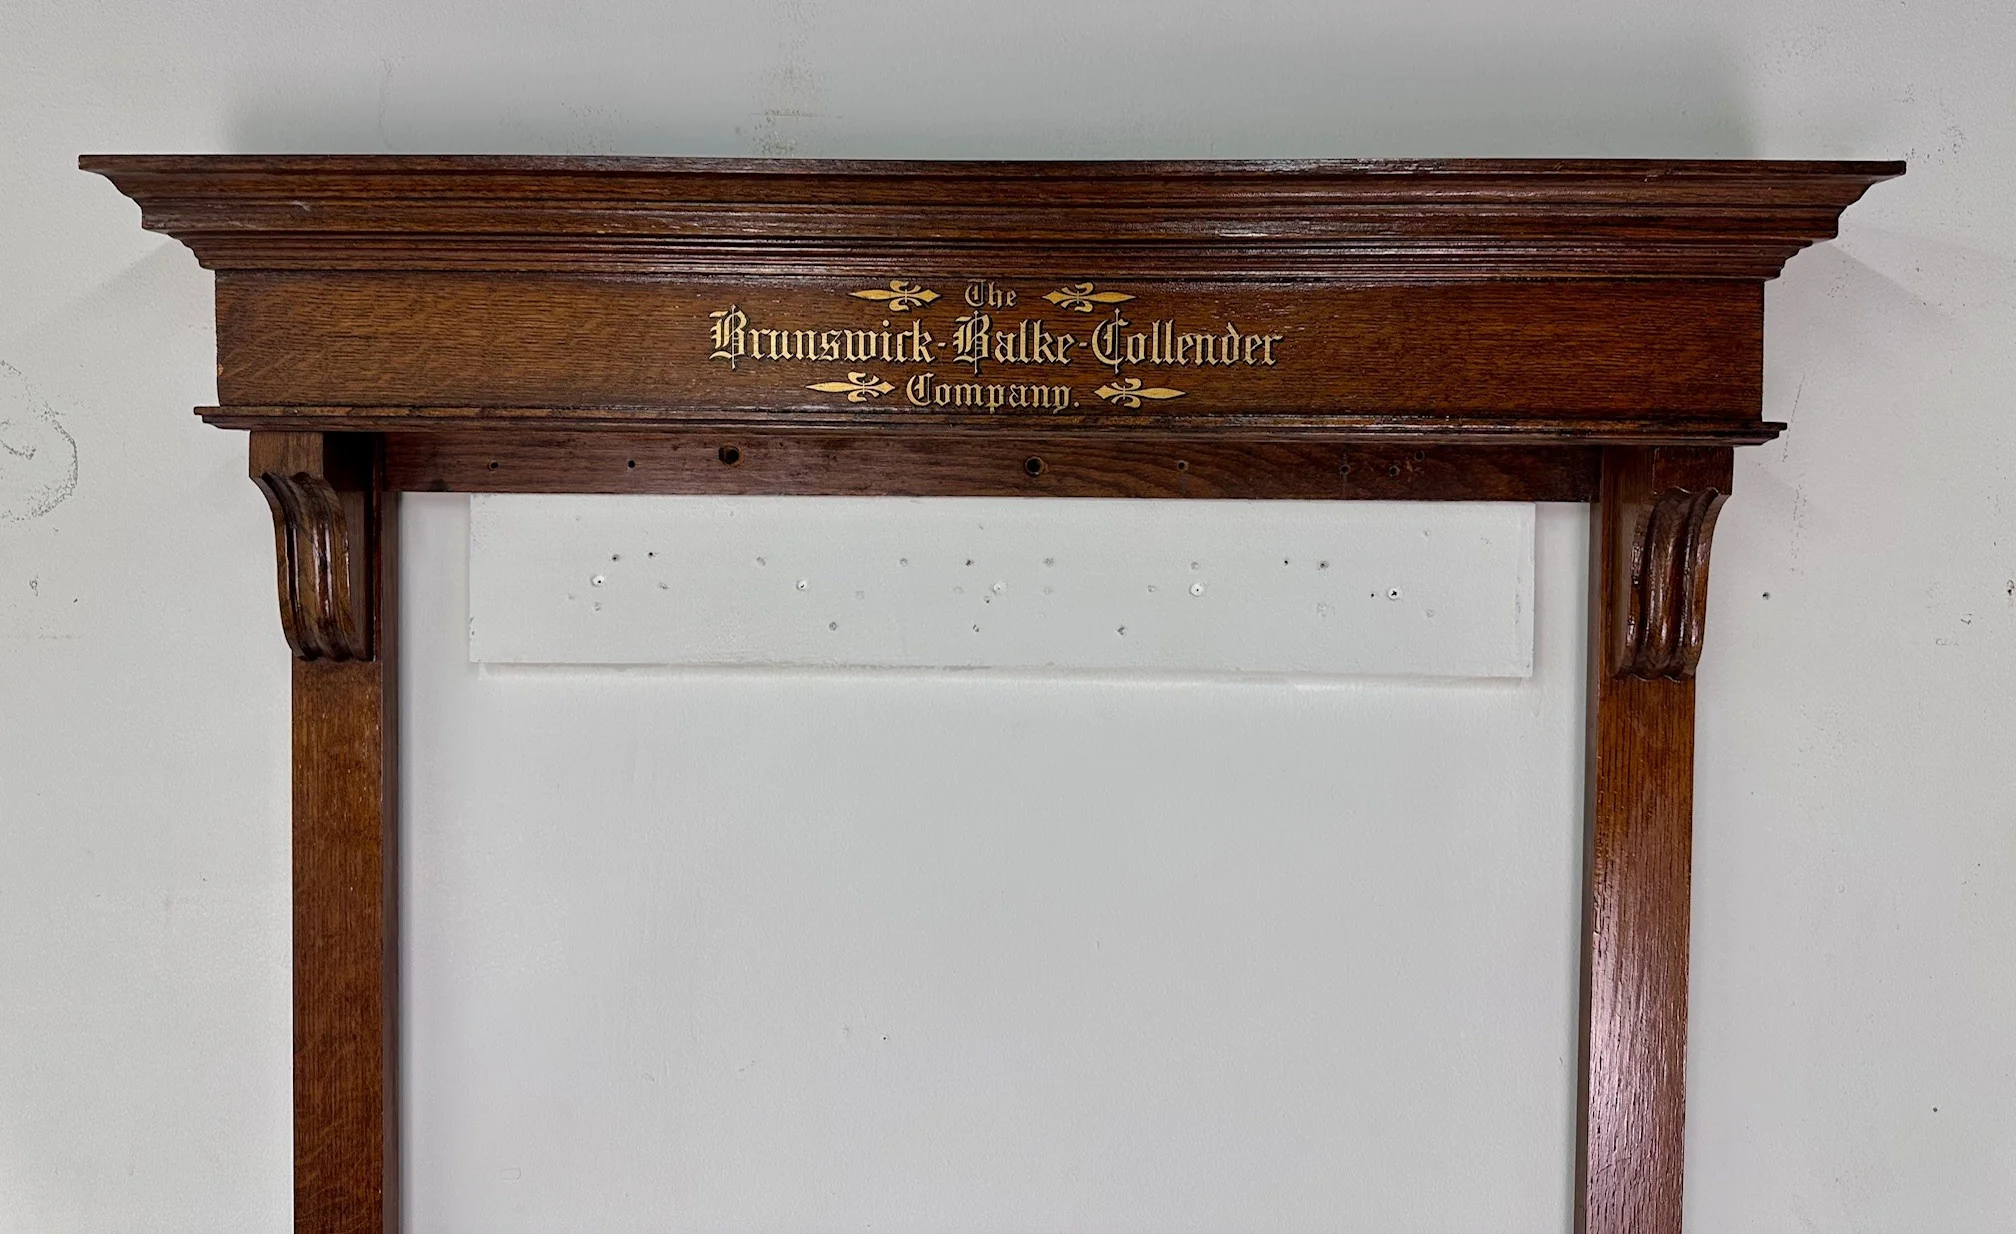 The
Brunswick-Balke-Collender
Company.